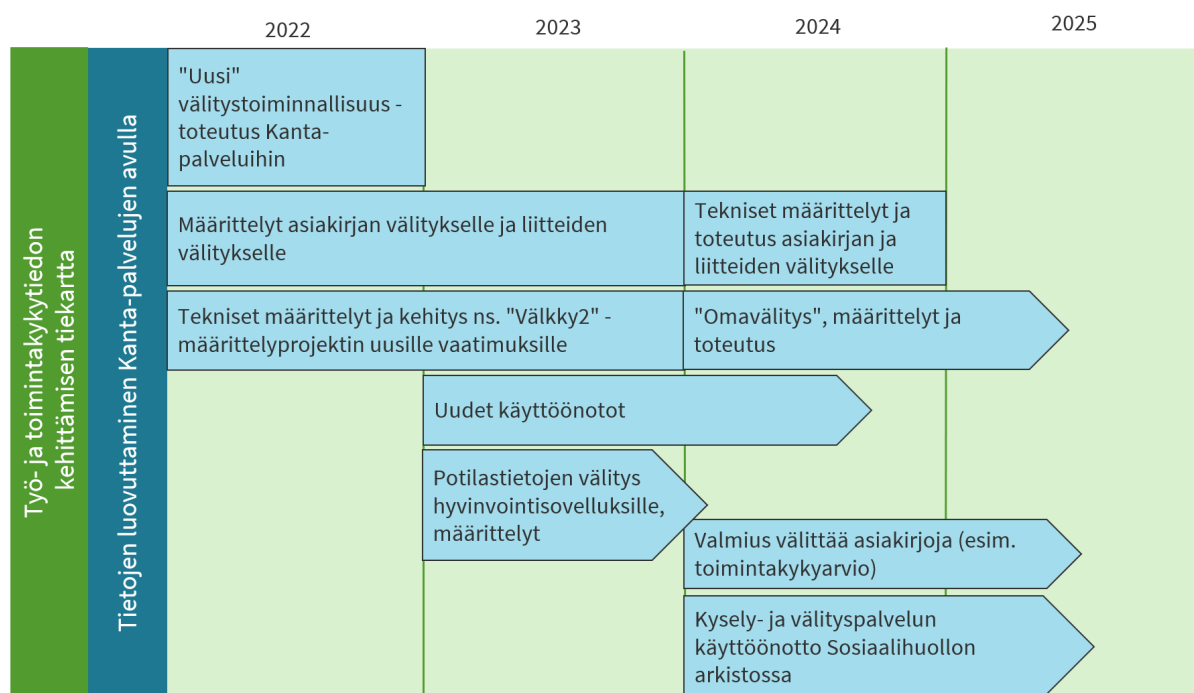 2022
2023
2024
2025
Työ- ja toimintakykytiedon
kehittämisen tiekartta
Tietojen luovuttaminen Kanta-palvelujen avulla
"Uusi"
välitystoiminnallisuus -
toteutus Kanta-
palveluihin
Määrittelyt asiakirjan välitykselle ja liitteiden
välitykselle
Tekniset määrittelyt ja
toteutus asiakirjan ja
liitteiden välitykselle
Tekniset määrittelyt ja kehitys ns. "Välkky2" -
määrittelyprojektin uusille vaatimuksille
"Omavälitys", määrittelyt ja
toteutus
Uudet käyttöönotot
Potilastietojen välitys
hyvinvointisovelluksille,
määrittelyt
Valmius välittää asiakirjoja (esim.
toimintakykyarvio)
Kysely- ja välityspalvelun
käyttöönotto Sosiaalihuollon
arkistossa